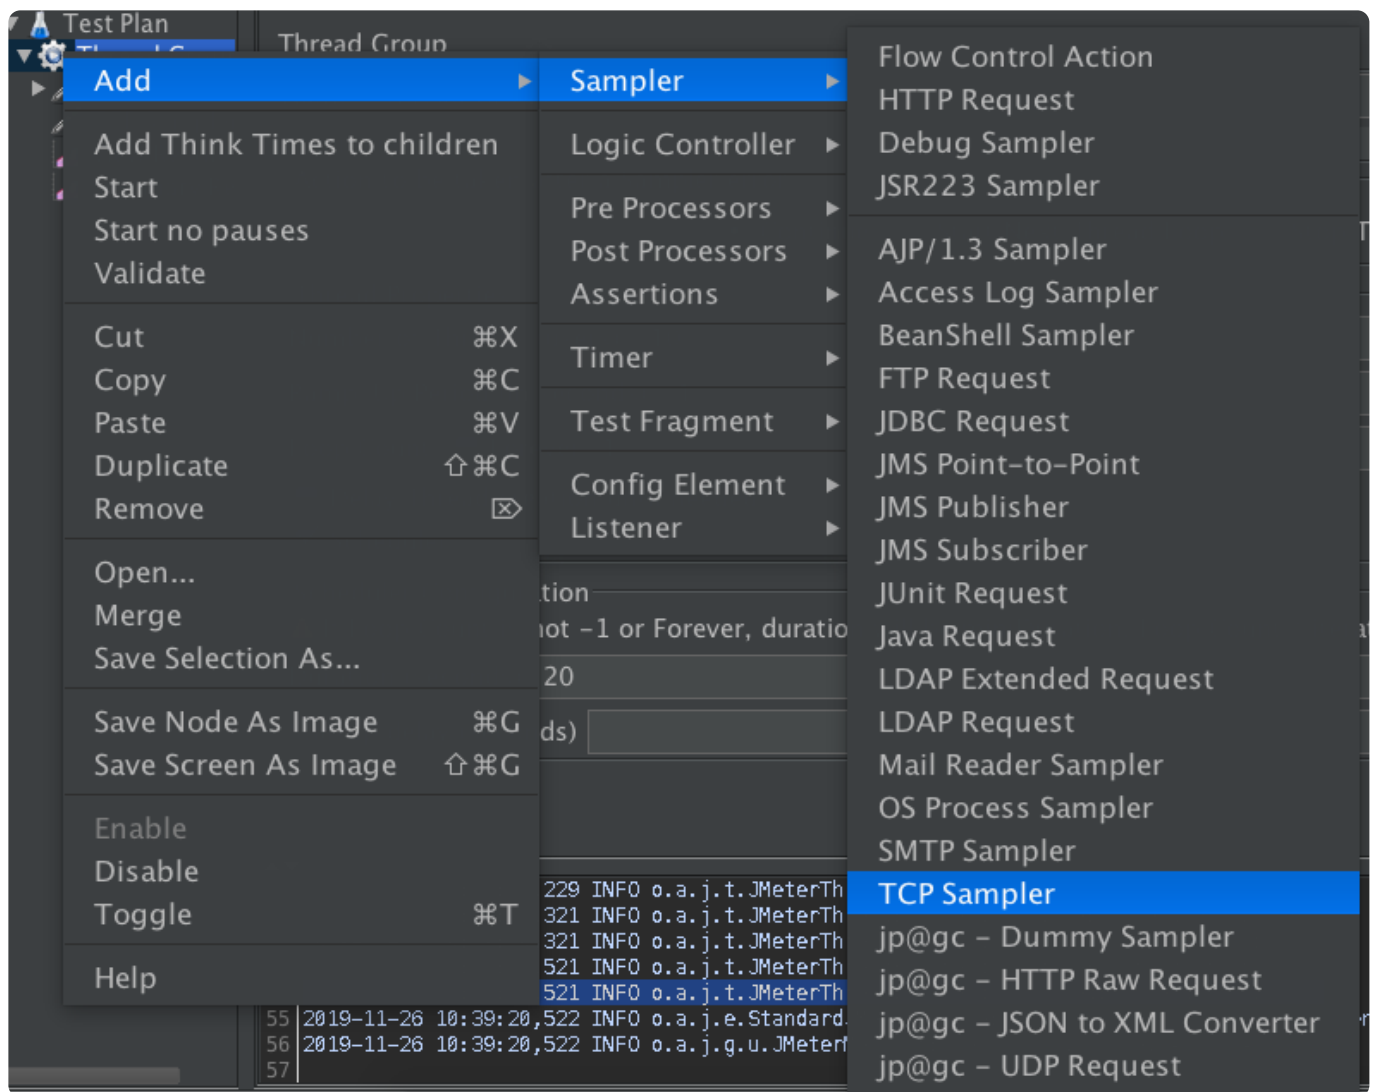 Test Plan
Thread Group
Add
Add Think Times to children
Start
Start no pauses
Validate
Cut ⌘X
Copy ⌘C
Paste ⌘V
Duplicate ⇧⌘C
Remove ⌦
Open...
Merge
Save Selection As...
Save Node As Image ⌘G
Save Screen As Image ⇧⌘G
Enable
Disable
Toggle ⌘T
Help
Sampler
Logic Controller
Pre Processors
Post Processors
Assertions
Timer
Test Fragment
Config Element
Listener
Flow Control Action
HTTP Request
Debug Sampler
JSR223 Sampler
AJP/1.3 Sampler
Access Log Sampler
BeanShell Sampler
FTP Request
JDBC Request
JMS Point-to-Point
JMS Publisher
JMS Subscriber
JUnit Request
Java Request
LDAP Extended Request
LDAP Request
Mail Reader Sampler
OS Process Sampler
SMTP Sampler
TCP Sampler
jp@gc - Dummy Sampler
jp@gc - HTTP Raw Request
jp@gc - JSON to XML Converter
jp@gc - UDP Request
tion
not -1 or Forever, duratio
20
ds)
229 INFO o.a.j.t.JMeterTh
321 INFO o.a.j.t.JMeterTh
321 INFO o.a.j.t.JMeterTh
521 INFO o.a.j.t.JMeterTh
521 INFO o.a.j.t.JMeterTh
55 2019-11-26 10:39:20,522 INFO o.a.j.e.Standard
56 2019-11-26 10:39:20,522 INFO o.a.j.g.u.JMeter
57